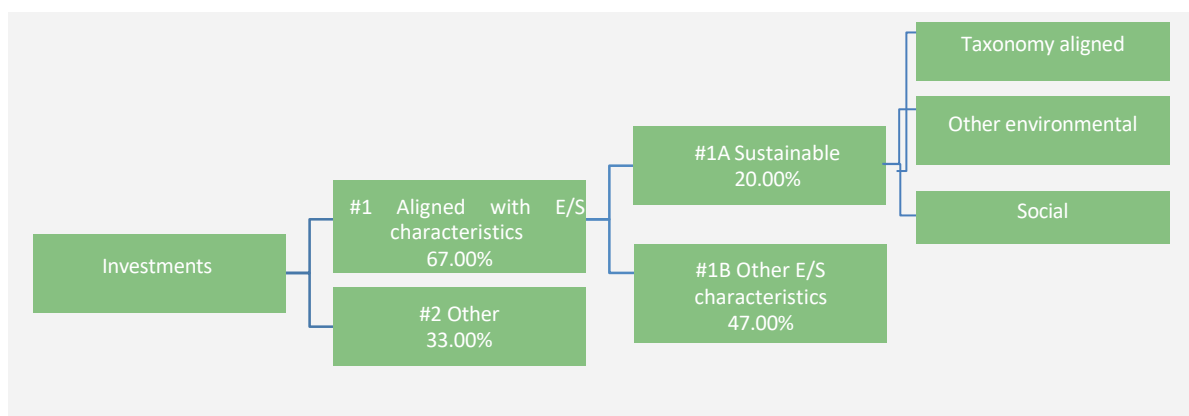 Investments
#1 Aligned with E/S
characteristics
67.00%
#2 Other
33.00%
#1A Sustainable
20.00%
#1B Other E/S
characteristics
47.00%
Taxonomy aligned
Other environmental
Social